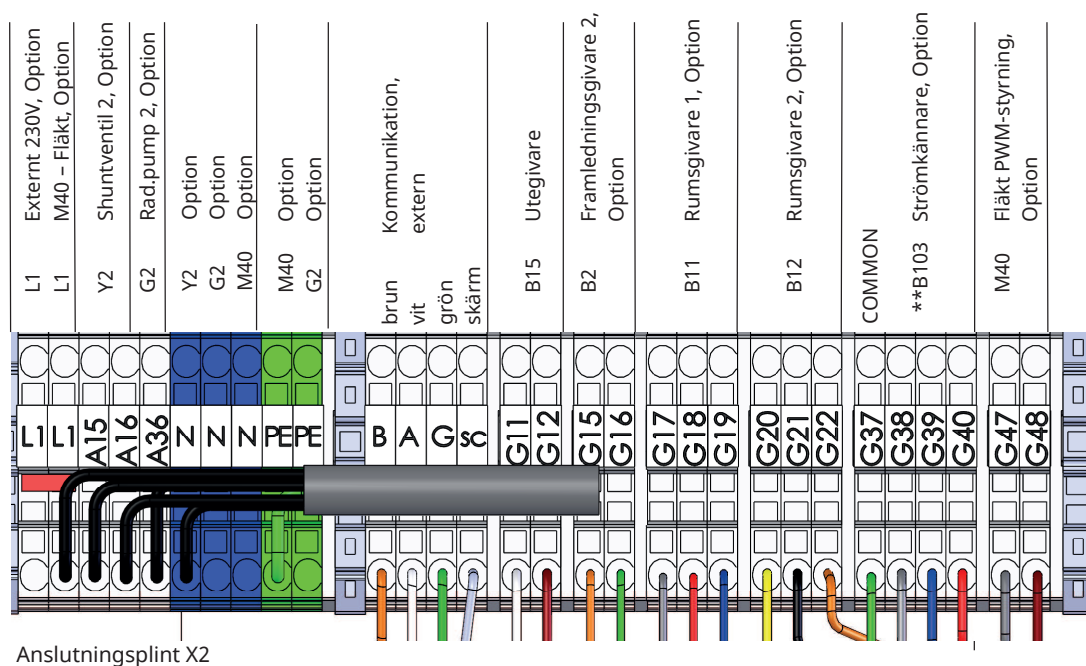 L1 Externt 230V, Option
L1 M40 – Fläkt, Option
Y2 Shuntventil 2, Option
G2 Rad.pump 2, Option
Y2 Option
G2 Option
M40 Option
M40 Option
G2 Option
brun Kommunikation,
vit extern
grön
skärm
B15 Utegivare
B2 Framledningsgivare 2,
Option
B11 Rumsgivare 1, Option
B12 Rumsgivare 2, Option
COMMON
**B103 Strömkännare, Option
M40 Fläkt PWM-styrning,
Option
L1 L1 A15 A16 A36 N N N PE PE B A G SC G11 G12 G15 G16 G17 G18 G19 G20 G21 G22 G37 G38 G39 G40 G47 G48
Anslutningsplint X2